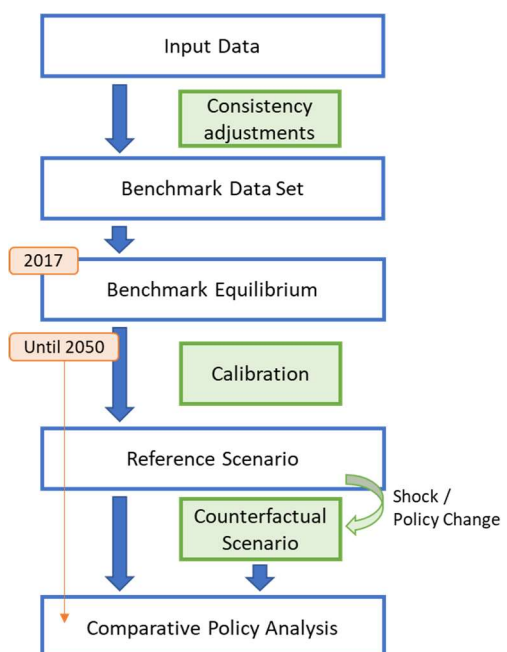 Input Data
Consistency
adjustments
Benchmark Data Set
2017
Benchmark Equilibrium
Until 2050
Calibration
Reference Scenario
Shock /
Policy Change
Counterfactual
Scenario
Comparative Policy Analysis